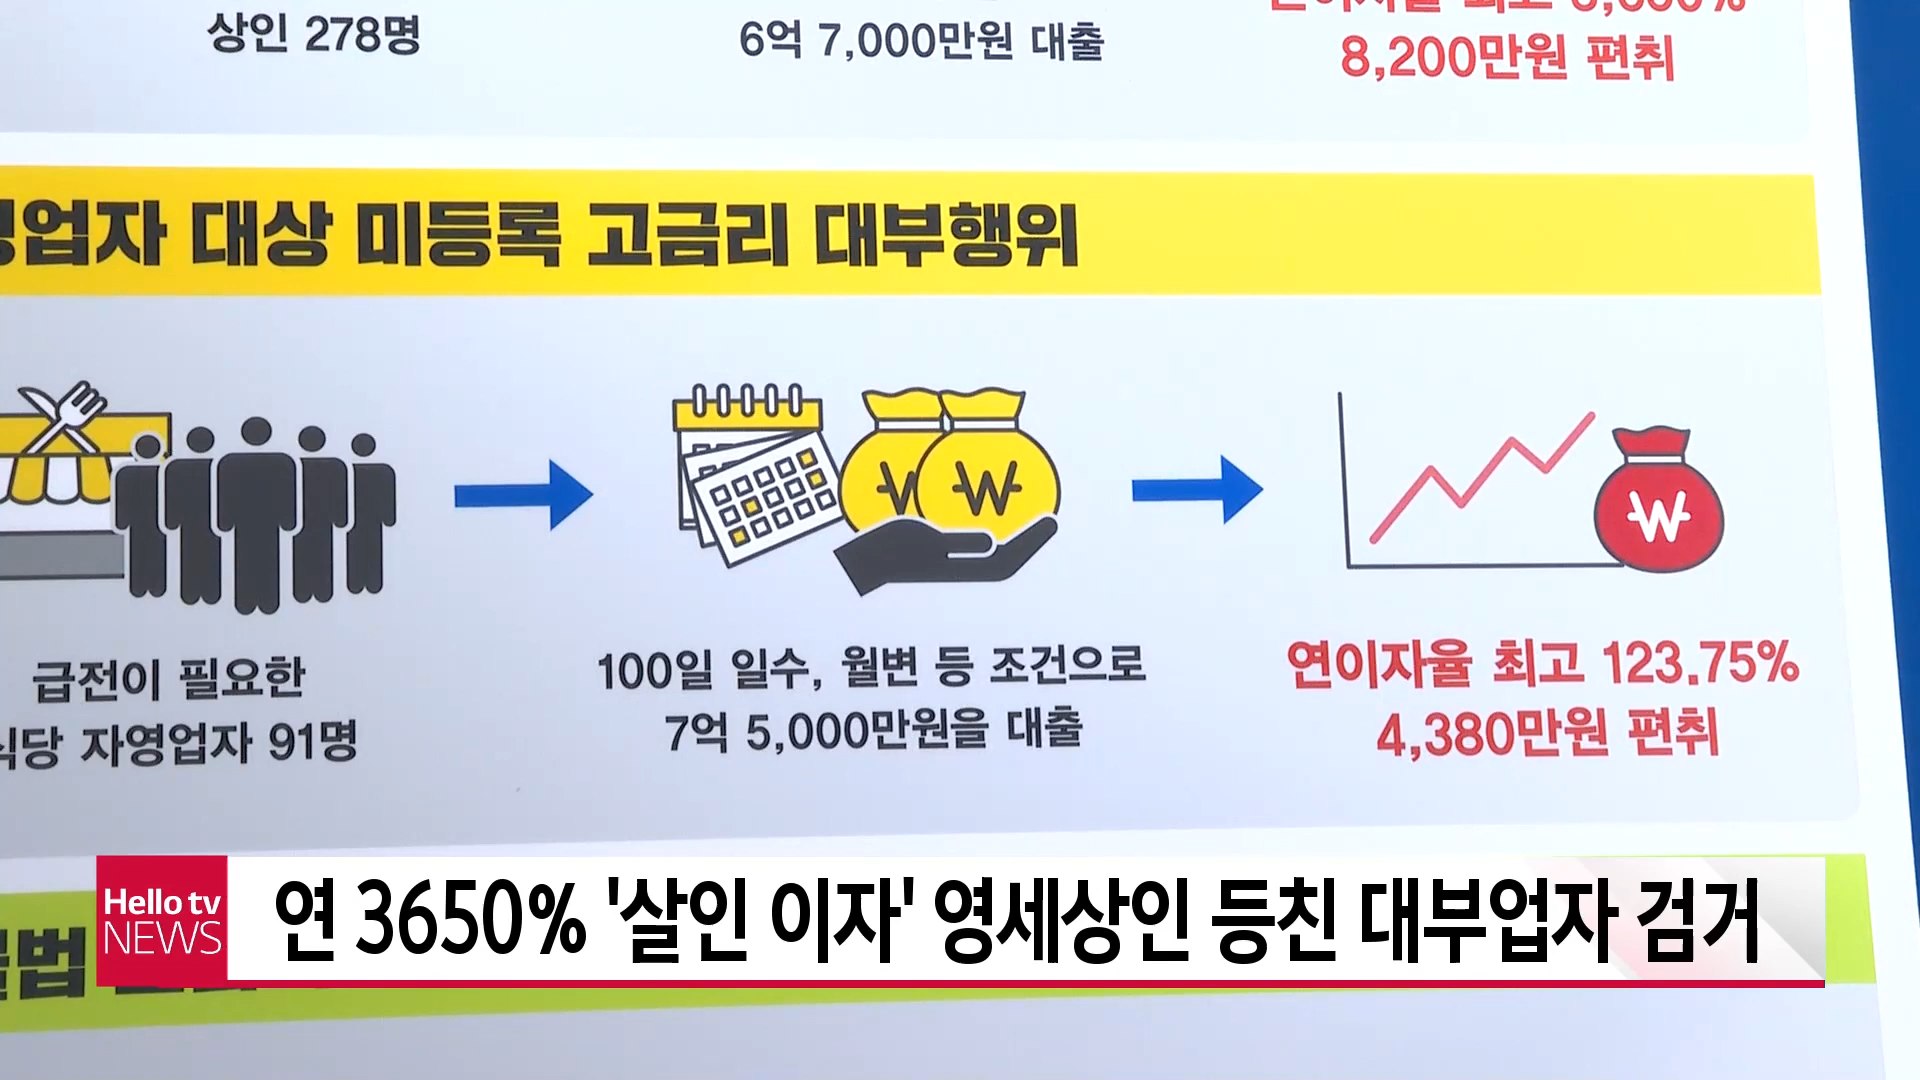 상인 278명
6억 7,000만원 대출
연이자율 최고
8,200만원 편취
업자 대상 미등록 고금리 대부행위
급전이 필요한
식당 자영업자 91명
100일 일수, 월변 등 조건으로
7억 5,000만원을 대출
연이자율 최고 123.75%
4,380만원 편취
Hello tv
NEWS
연 3650% '살인 이자' 영세상인 등친 대부업자 검거